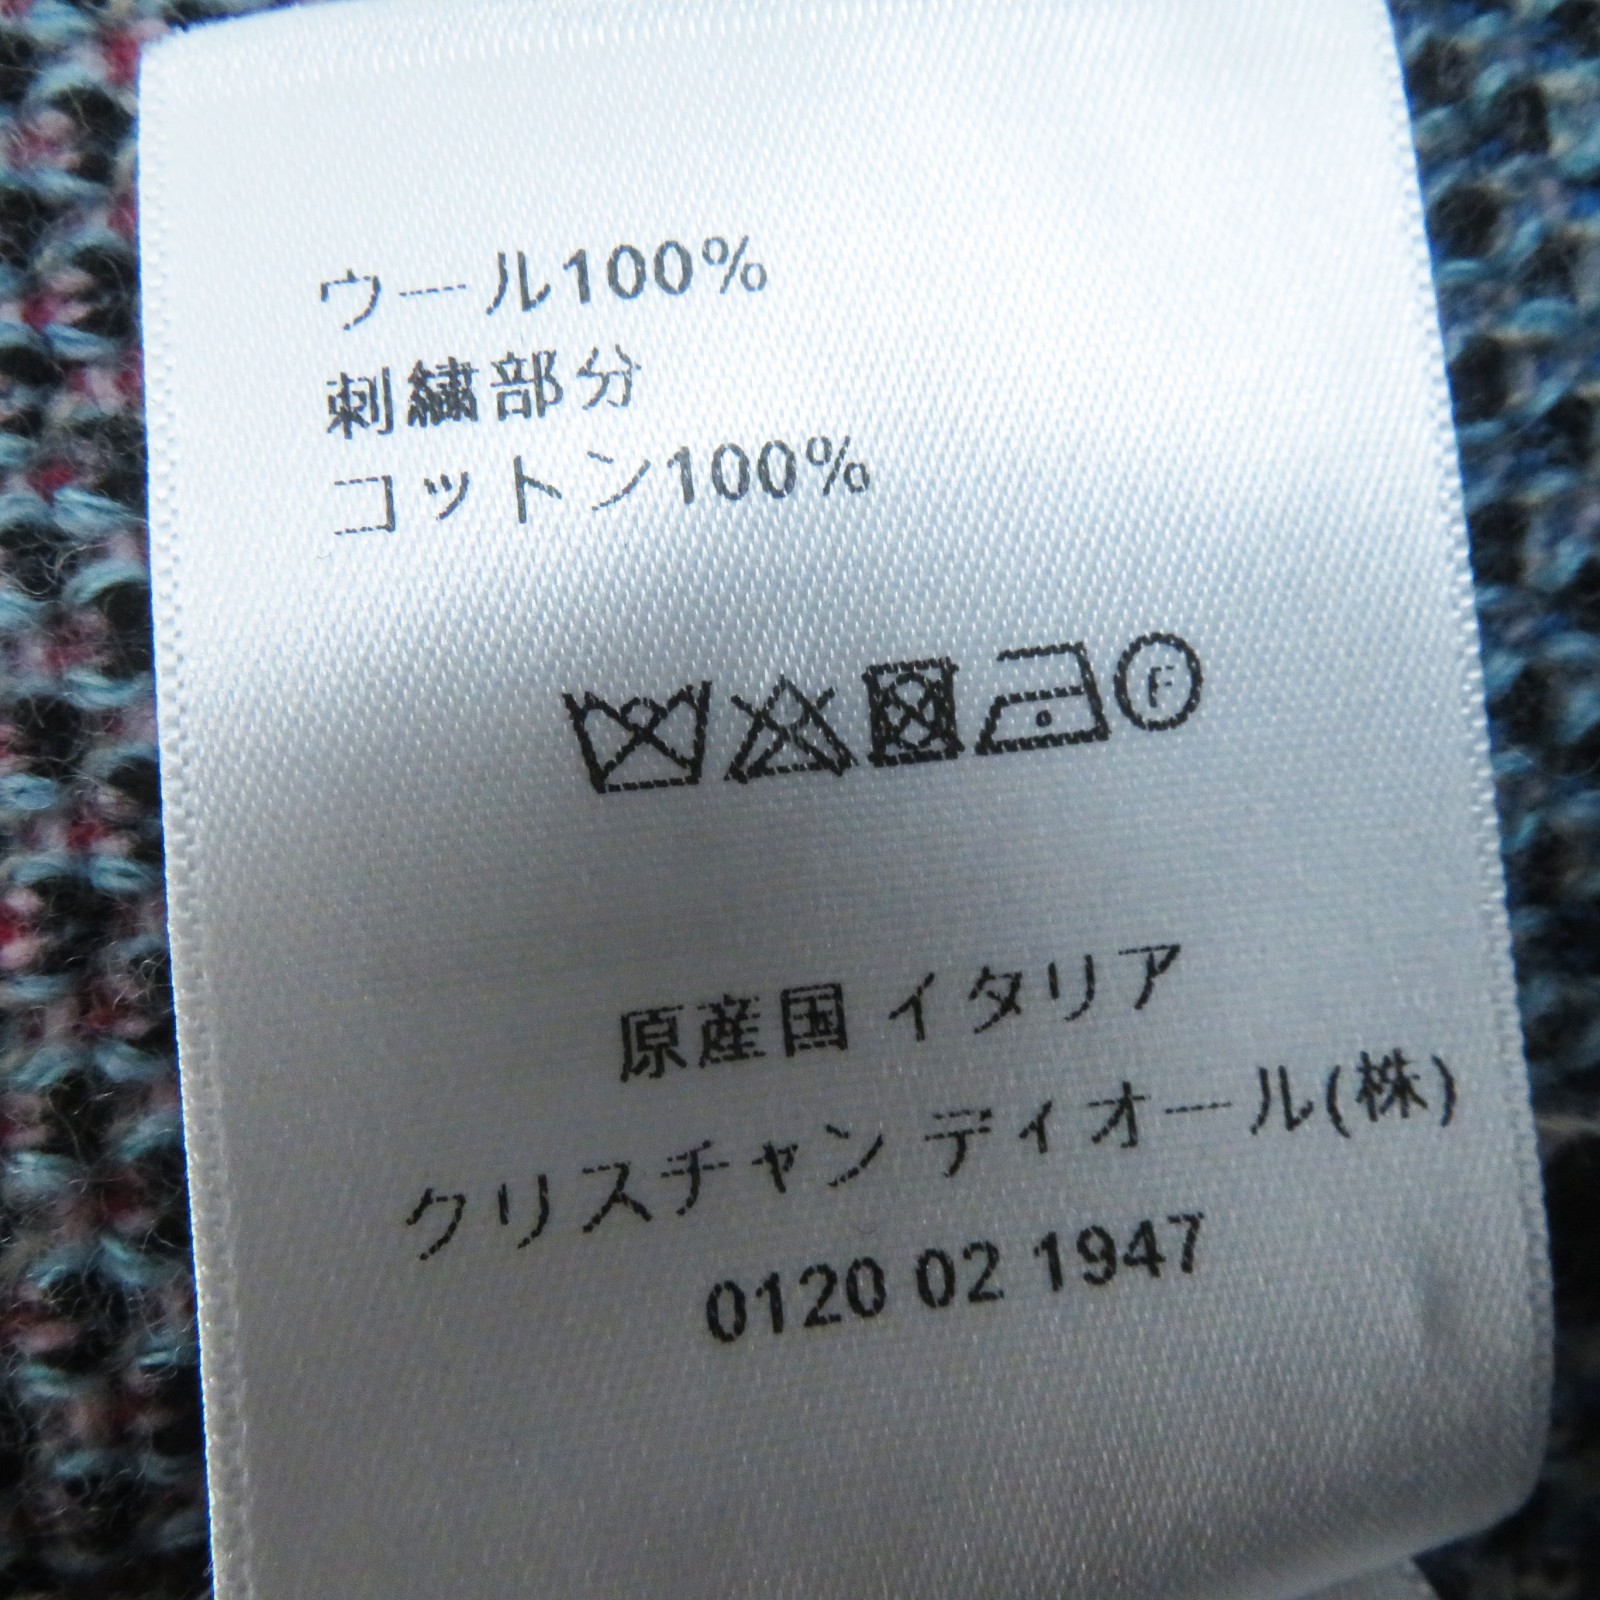 ウール100%
刺繍部分
コットン100%
F
原産国 イタリア
クリスチャン ディオール(株)
0120 02 1947